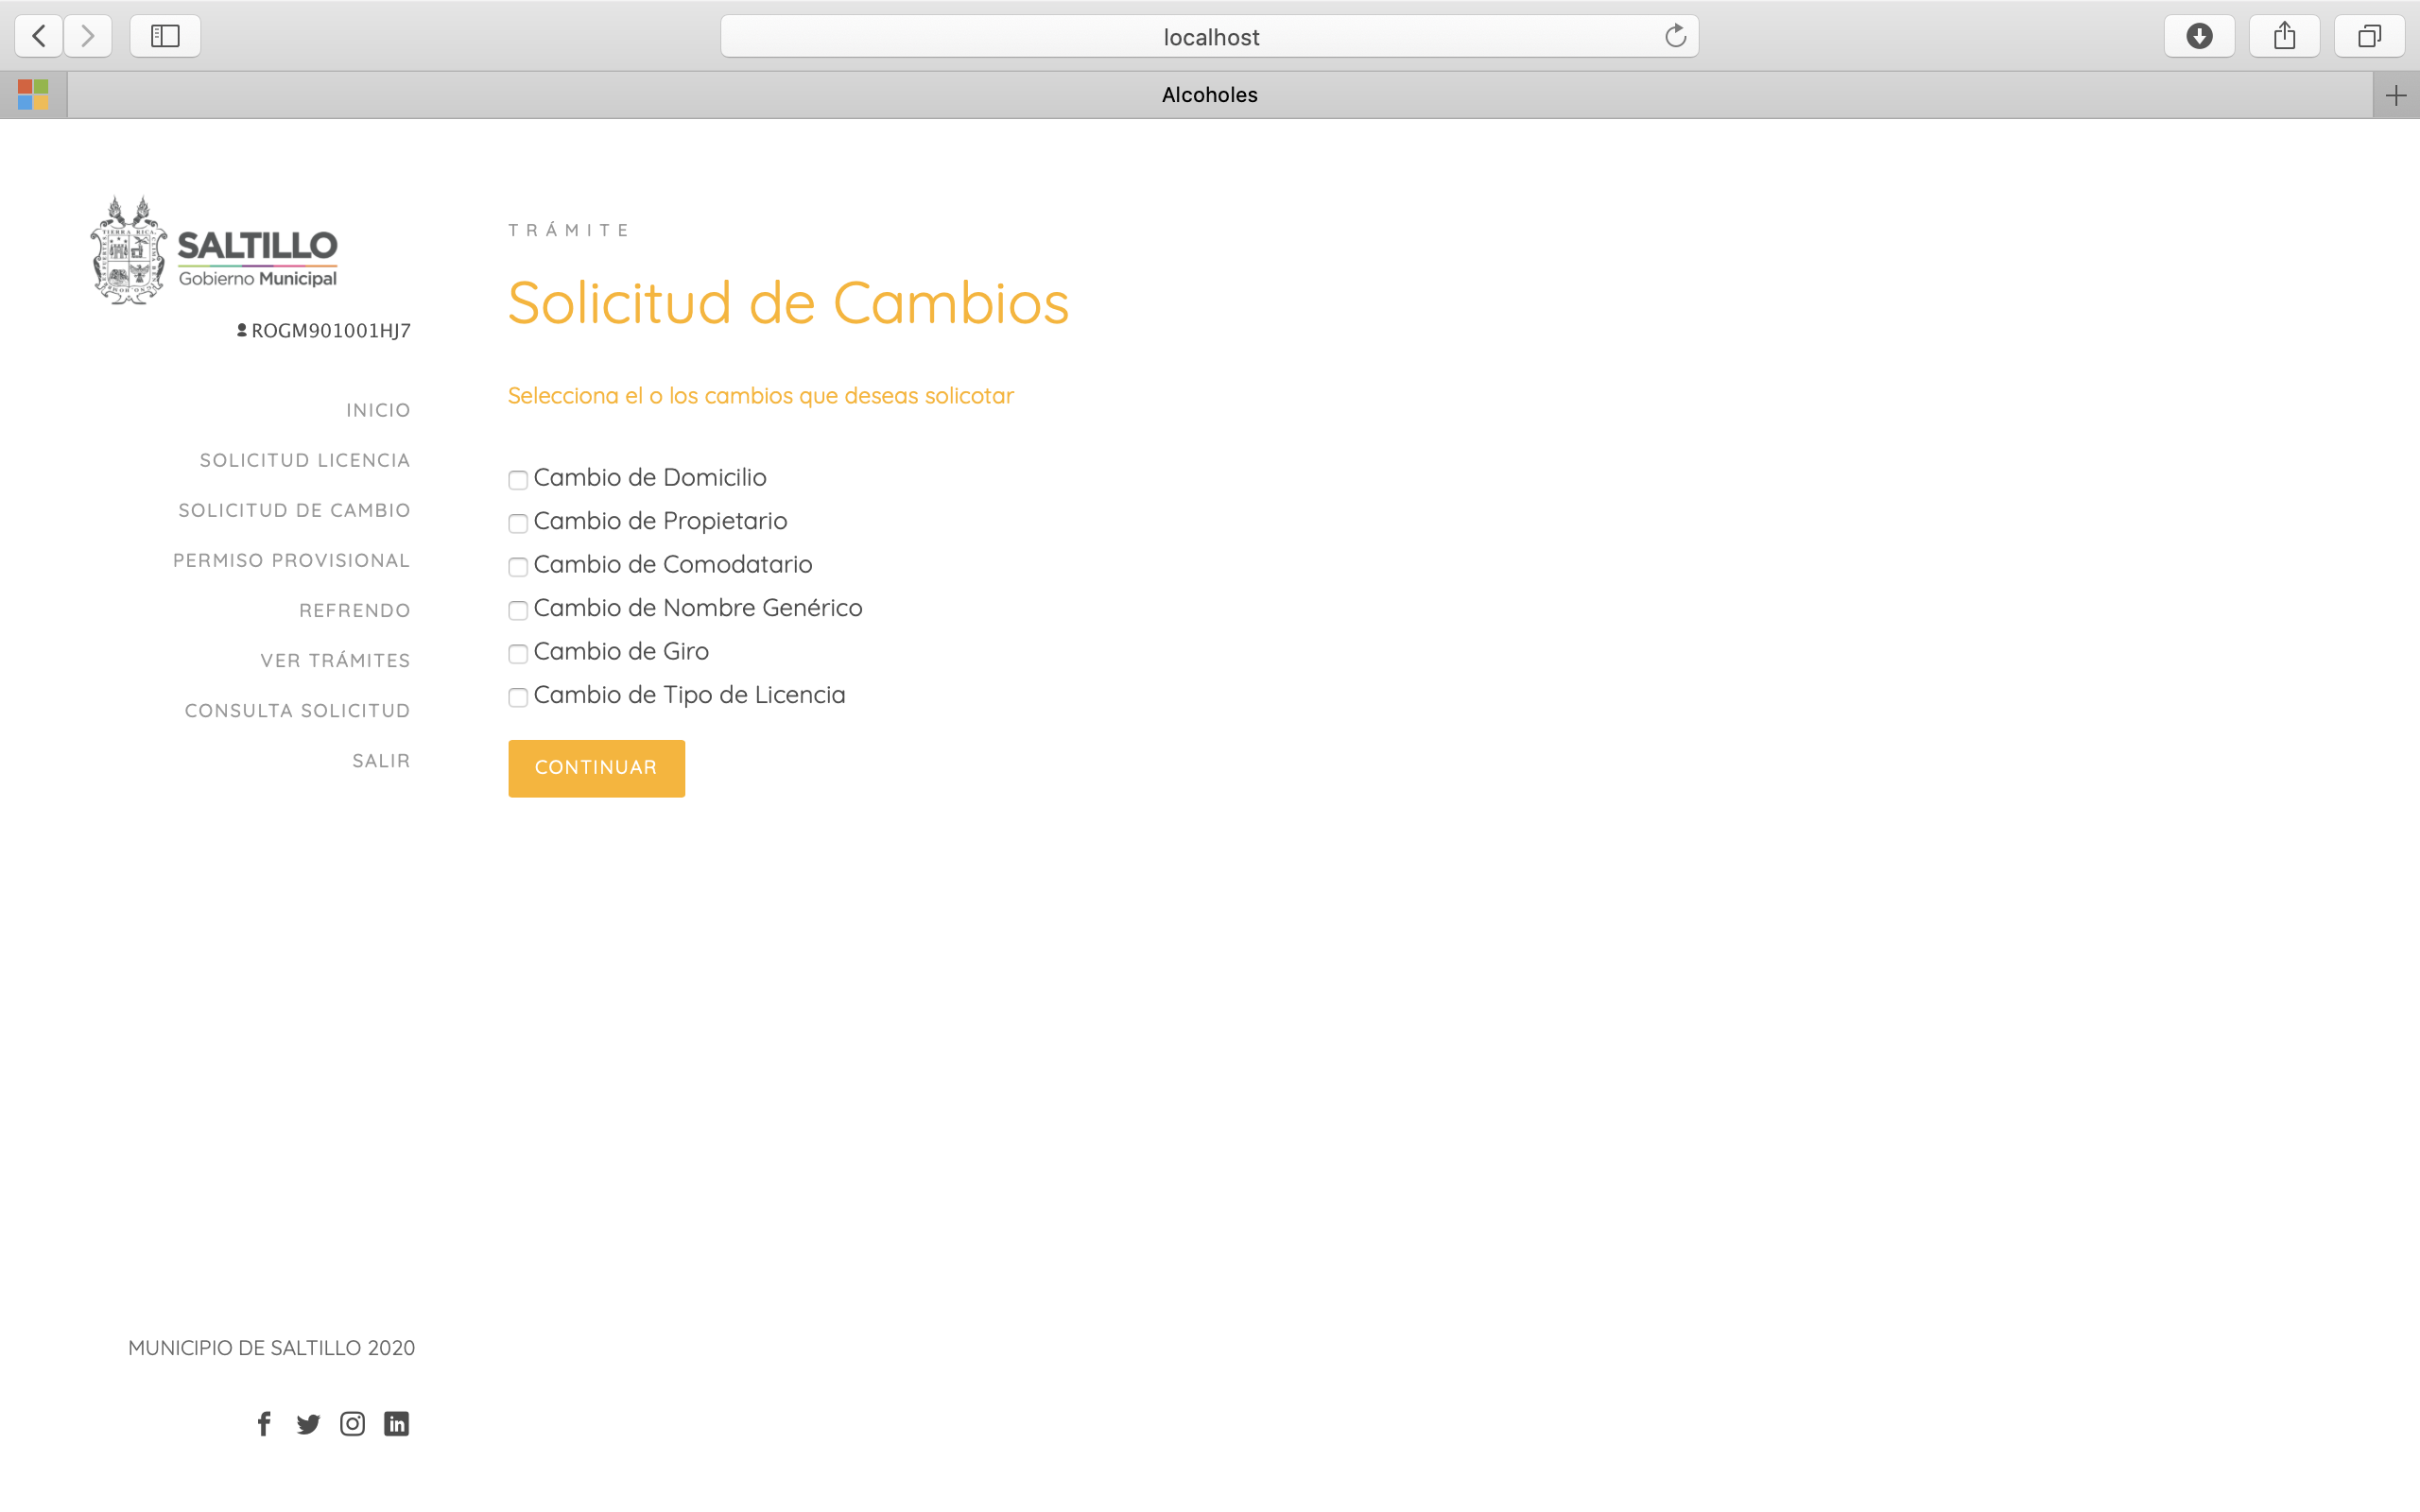 localhost
Alcoholes
SALTILLO
Gobierno Municipal
ROGM901001HJ7
INICIO
SOLICITUD LICENCIA
SOLICITUD DE CAMBIO
PERMISO PROVISIONAL
REFRENDO
VER TRÁMITES
CONSULTA SOLICITUD
SALIR
TRÁMITE
Solicitud de Cambios
Selecciona el o los cambios que deseas solicotar
Cambio de Domicilio
Cambio de Propietario
Cambio de Comodatario
Cambio de Nombre Genérico
Cambio de Giro
Cambio de Tipo de Licencia
CONTINUAR
MUNICIPIO DE SALTILLO 2020